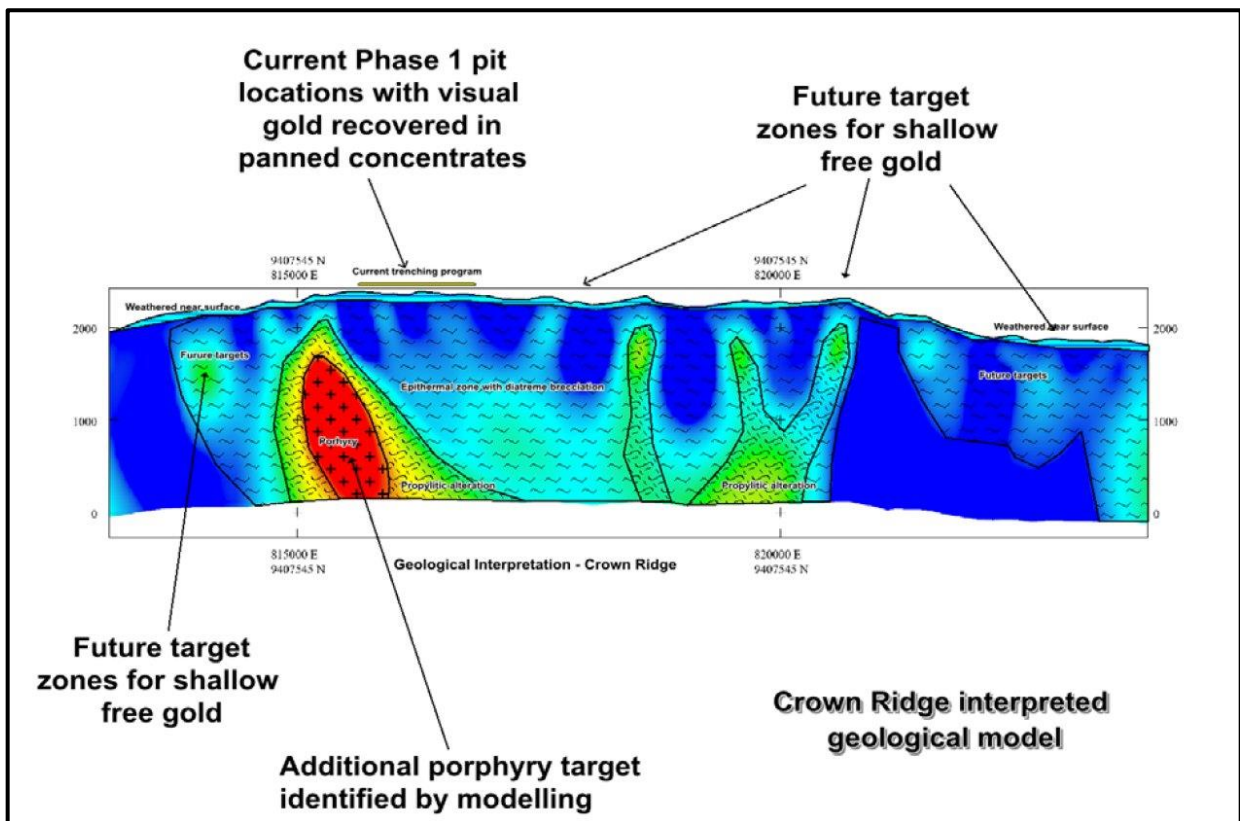 Current Phase 1 pit
locations with visual
gold recovered in
panned concentrates
Future target
zones for shallow
free gold
9407545 N
815000 E
Current trenching program
9407545 N
820000 E
Weathered near surface
Weathered near surface
2000
2000
Furure targets
Future targets
Epithermal zone with diatreme brecciation
1000
1000
Porphyry
Propylitic alteration
Propylitic alteration
0
0
815000 E
9407545 N
Geological Interpretation - Crown Ridge
820000 E
9407545 N
Future target
zones for shallow
free gold
Crown Ridge interpreted
geological model
Additional porphyry target
identified by modelling